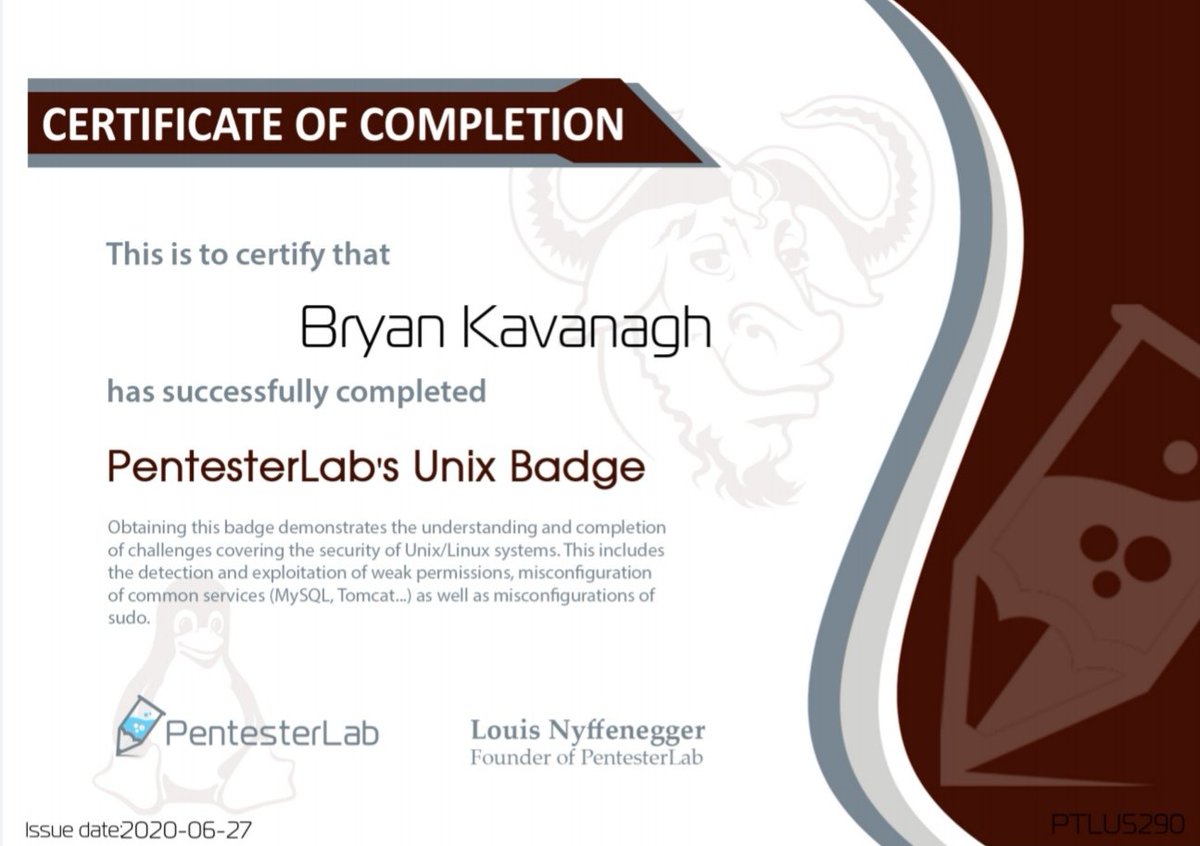 CERTIFICATE OF COMPLETION
This is to certify that
Bryan Kavanagh
has successfully completed
PentesterLab's Unix Badge
Obtaining this badge demonstrates the understanding and completion
of challenges covering the security of Unix/Linux systems. This includes
the detection and exploitation of weak permissions, misconfiguration
of common services (MySQL, Tomcat...) as well as misconfigurations of
sudo.
PentesterLab
Louis Nyffenegger
Founder of PentesterLab
Issue date:2020-06-27
PTLU5290